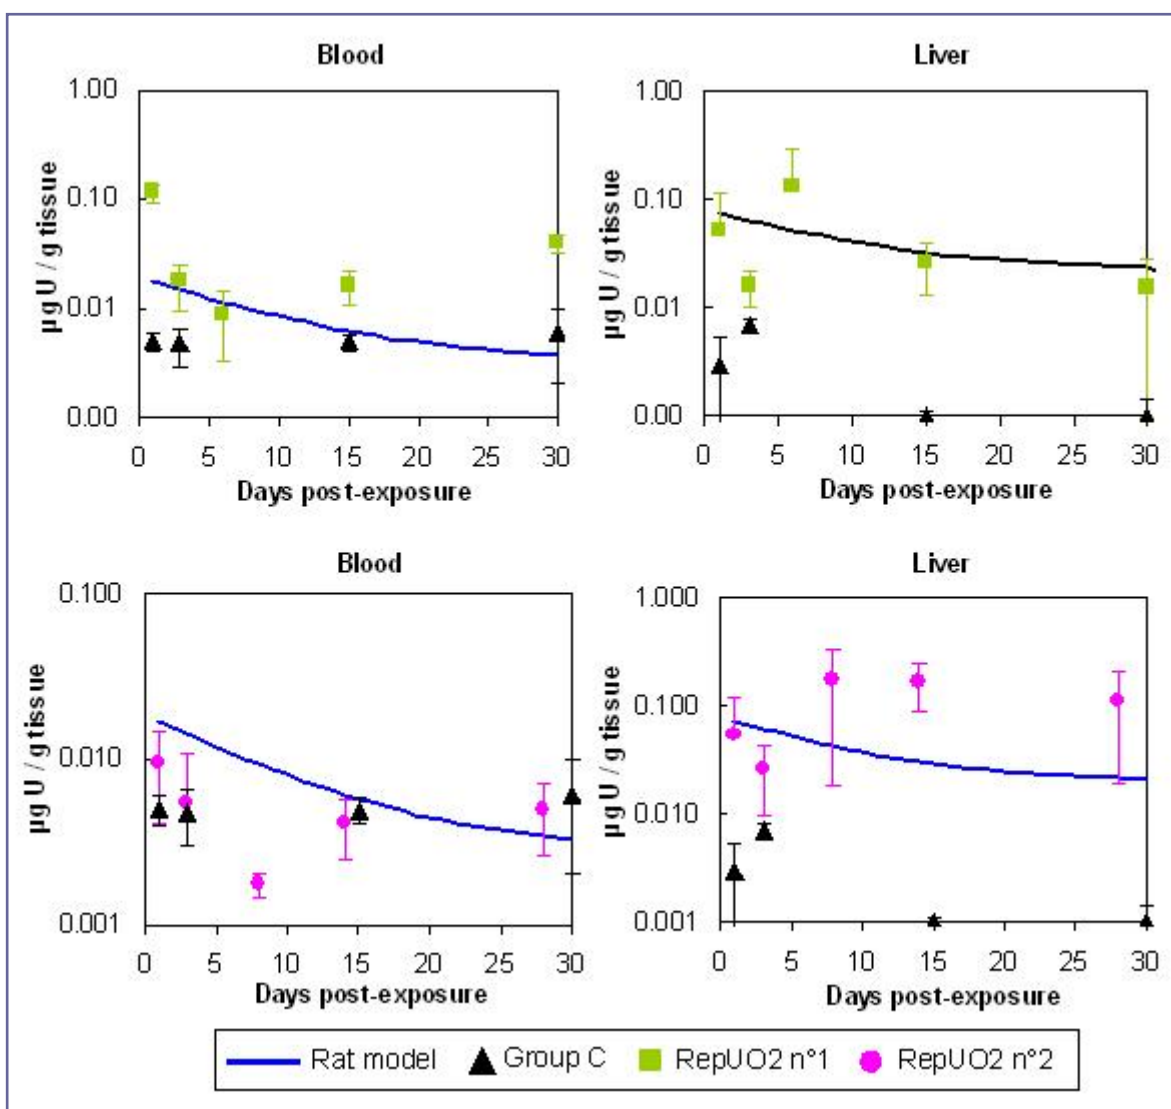 Blood
1.00
0.10
0.01
0.00
µg U / g tissue
0 5 10 15 20 25 30
Days post-exposure
Liver
1.00
0.10
0.01
0.00
µg U / g tissue
0 5 10 15 20 25 30
Days post-exposure
Blood
0.100
0.010
0.001
µg U / g tissue
0 5 10 15 20 25 30
Days post-exposure
Liver
1.000
0.100
0.010
0.001
µg U / g tissue
0 5 10 15 20 25 30
Days post-exposure
Rat model Group C RepUO2 n°1 RepUO2 n°2